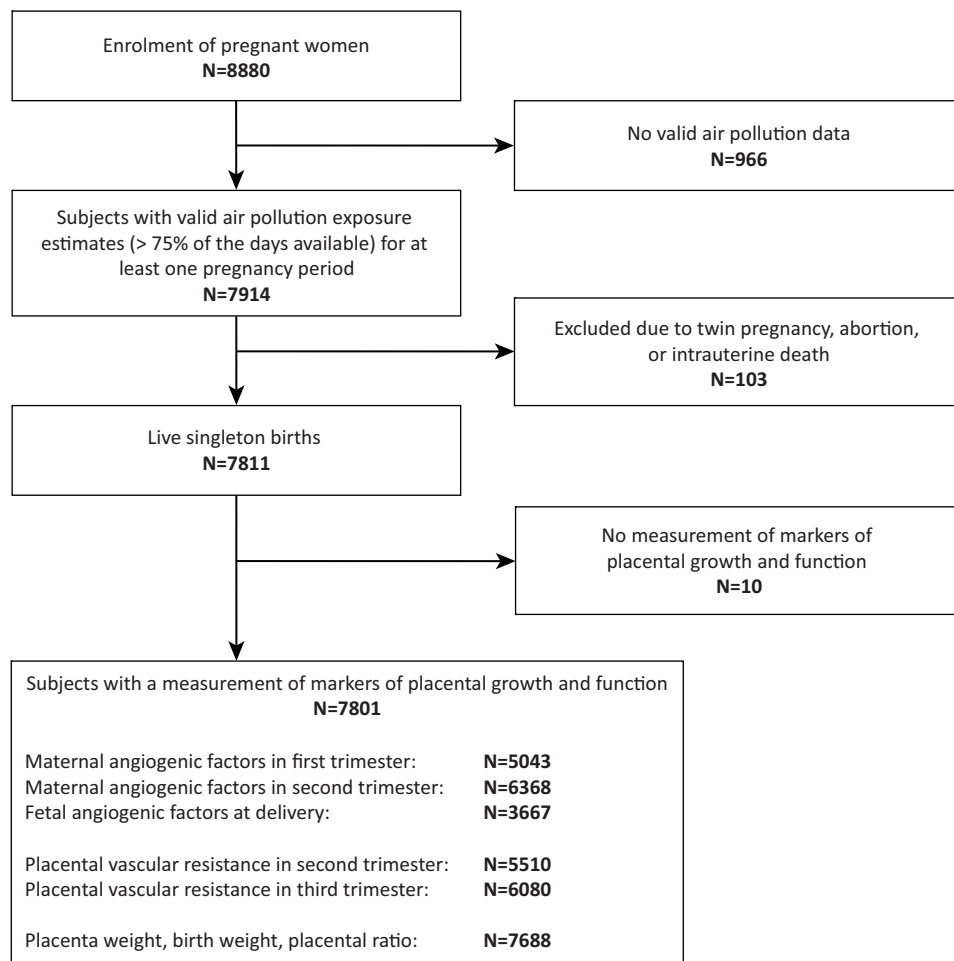 Enrolment of pregnant women
N=8880
No valid air pollution data
N=966
Subjects with valid air pollution exposure
estimates (> 75% of the days available) for at
least one pregnancy period
N=7914
Excluded due to twin pregnancy, abortion,
or intrauterine death
N=103
Live singleton births
N=7811
No measurement of markers of
placental growth and function
N=10
Subjects with a measurement of markers of placental growth and function
N=7801
Maternal angiogenic factors in first trimester: N=5043
Maternal angiogenic factors in second trimester: N=6368
Fetal angiogenic factors at delivery: N=3667
Placental vascular resistance in second trimester: N=5510
Placental vascular resistance in third trimester: N=6080
Placenta weight, birth weight, placental ratio: N=7688